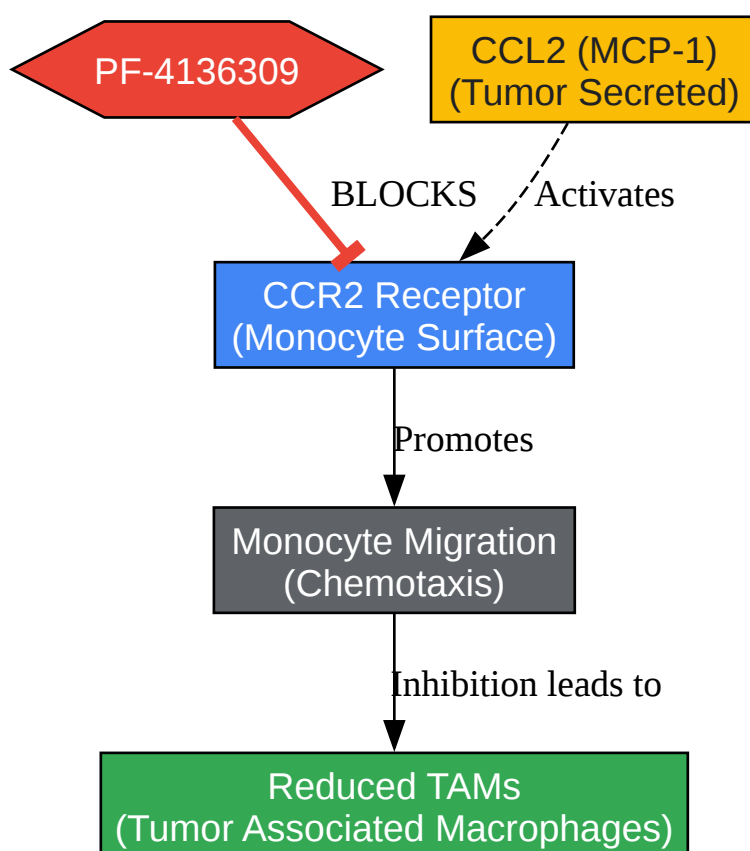 PF-4136309
CCL2 (MCP-1)
(Tumor Secreted)
BLOCKS
Activates
CCR2 Receptor
(Monocyte Surface)
Promotes
Monocyte Migration
(Chemotaxis)
Inhibition leads to
Reduced TAMs
(Tumor Associated Macrophages)